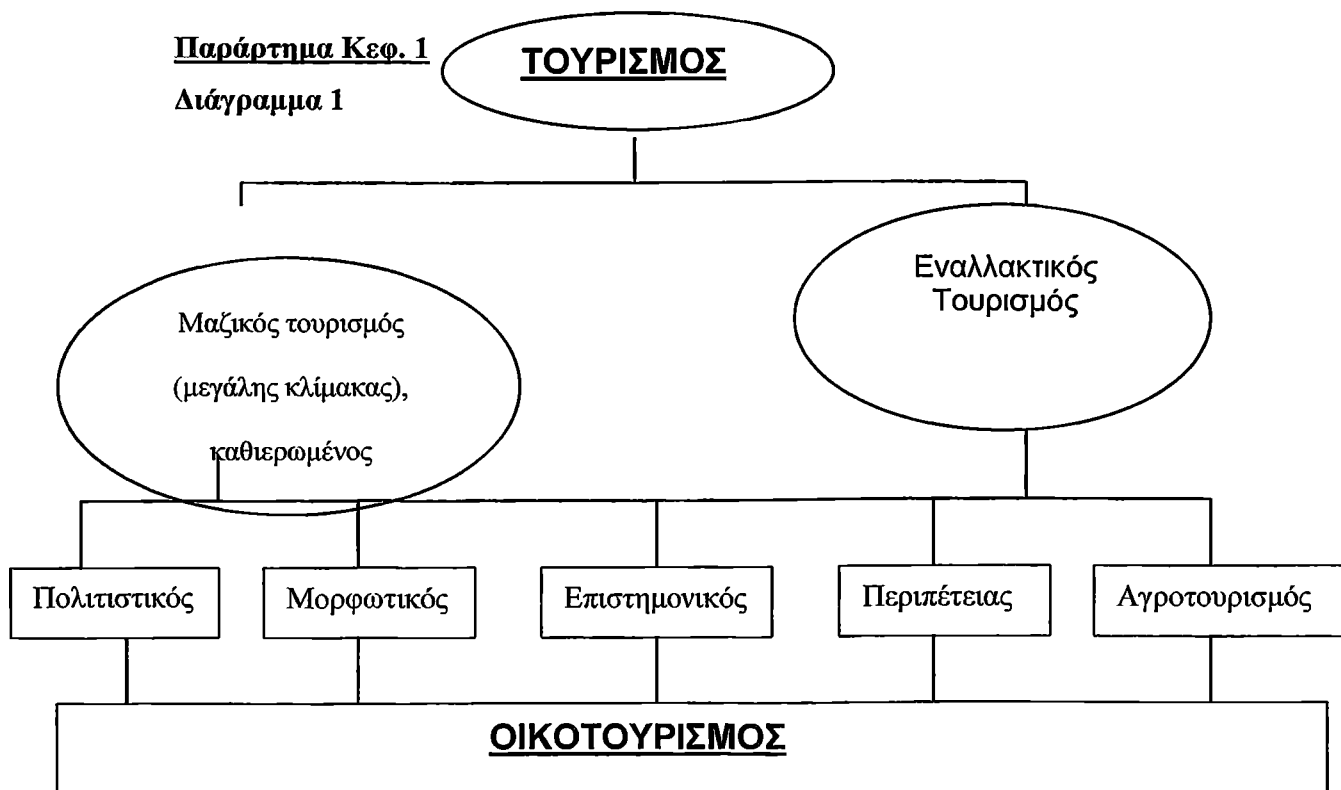 Παράρτημα Κεφ. 1
Διάγραμμα 1
ΤΟΥΡΙΣΜΟΣ
Εναλλακτικός
Τουρισμός
Μαζικός τουρισμός
(μεγάλης κλίμακας),
καθιερωμένος
Πολιτιστικός
Μορφωτικός
Επιστημονικός
Περιπέτειας
Αγροτουρισμός
ΟΙΚΟΤΟΥΡΙΣΜΟΣ